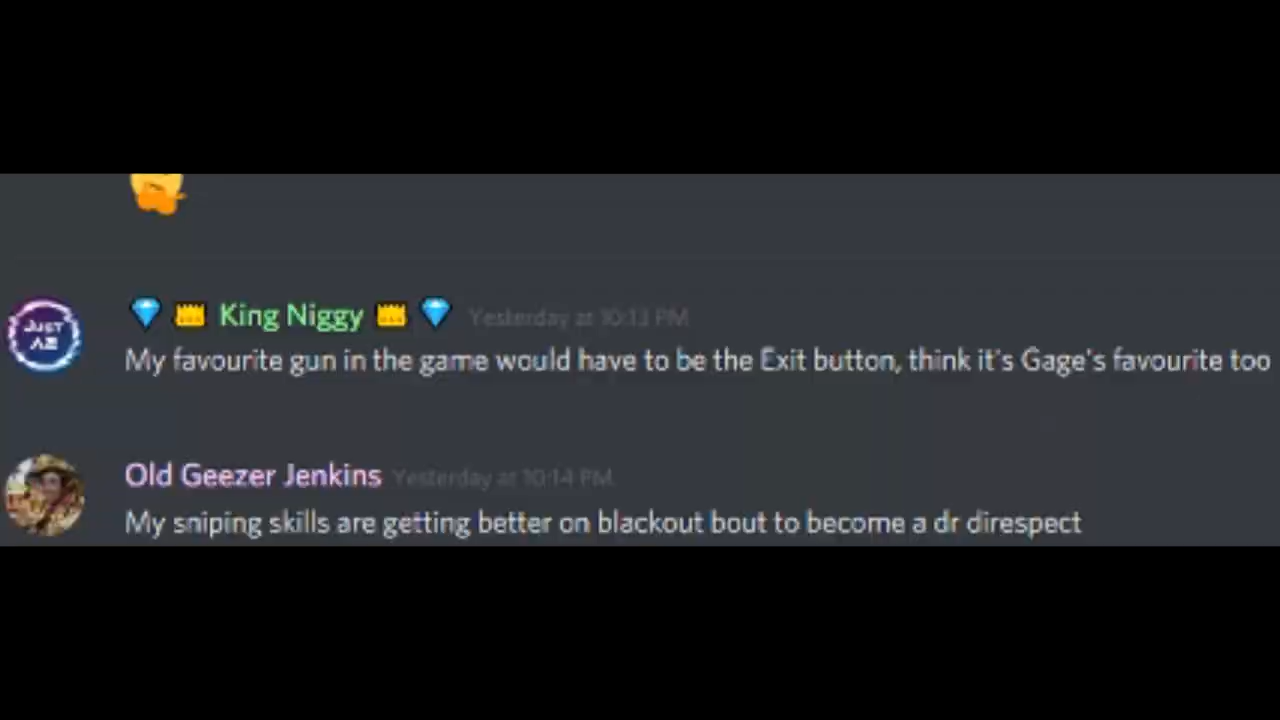 JUST
AE
King Niggy Yesterday at 10:13 PM
My favourite gun in the game would have to be the Exit button, think it's Gage's favourite too
Old Geezer Jenkins Yesterday at 10:14 PM
My sniping skills are getting better on blackout bout to become a dr direspect